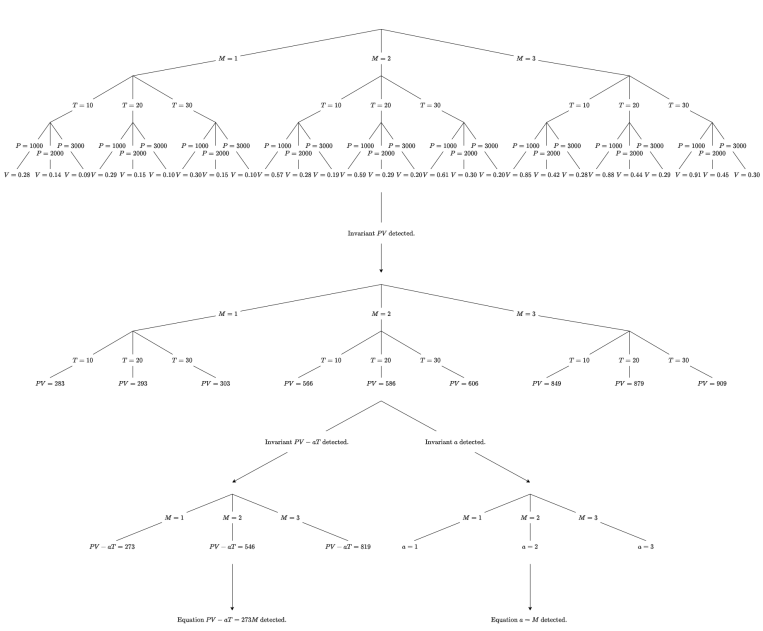 M = 1 M = 2 M = 3
T = 10 T = 20 T = 30 T = 10 T = 20 T = 30 T = 10 T = 20 T = 30
P = 1000 P = 3000 P = 1000 P = 3000 P = 1000 P = 3000 P = 1000 P = 3000 P = 1000 P = 3000 P = 1000 P = 3000 P = 1000 P = 3000 P = 1000 P = 3000 P = 1000 P = 3000
P = 2000 P = 2000 P = 2000 P = 2000 P = 2000 P = 2000 P = 2000 P = 2000 P = 2000
V = 0.28 V = 0.14 V = 0.09 V = 0.29 V = 0.15 V = 0.10 V = 0.30 V = 0.15 V = 0.10 V = 0.57 V = 0.28 V = 0.19 V = 0.59 V = 0.29 V = 0.20 V = 0.61 V = 0.30 V = 0.20 V = 0.85 V = 0.42 V = 0.28 V = 0.88 V = 0.44 V = 0.29 V = 0.91 V = 0.45 V = 0.30
Invariant PV detected.
M = 1 M = 2 M = 3
T = 10 T = 20 T = 30 T = 10 T = 20 T = 30 T = 10 T = 20 T = 30
PV = 283 PV = 293 PV = 303 PV = 566 PV = 586 PV = 606 PV = 849 PV = 879 PV = 909
Invariant PV − aT detected. Invariant a detected.
M = 1 M = 2 M = 3 M = 1 M = 2 M = 3
PV − aT = 273 PV − aT = 546 PV − aT = 819 a = 1 a = 2 a = 3
Equation PV − aT = 273M detected. Equation a = M detected.